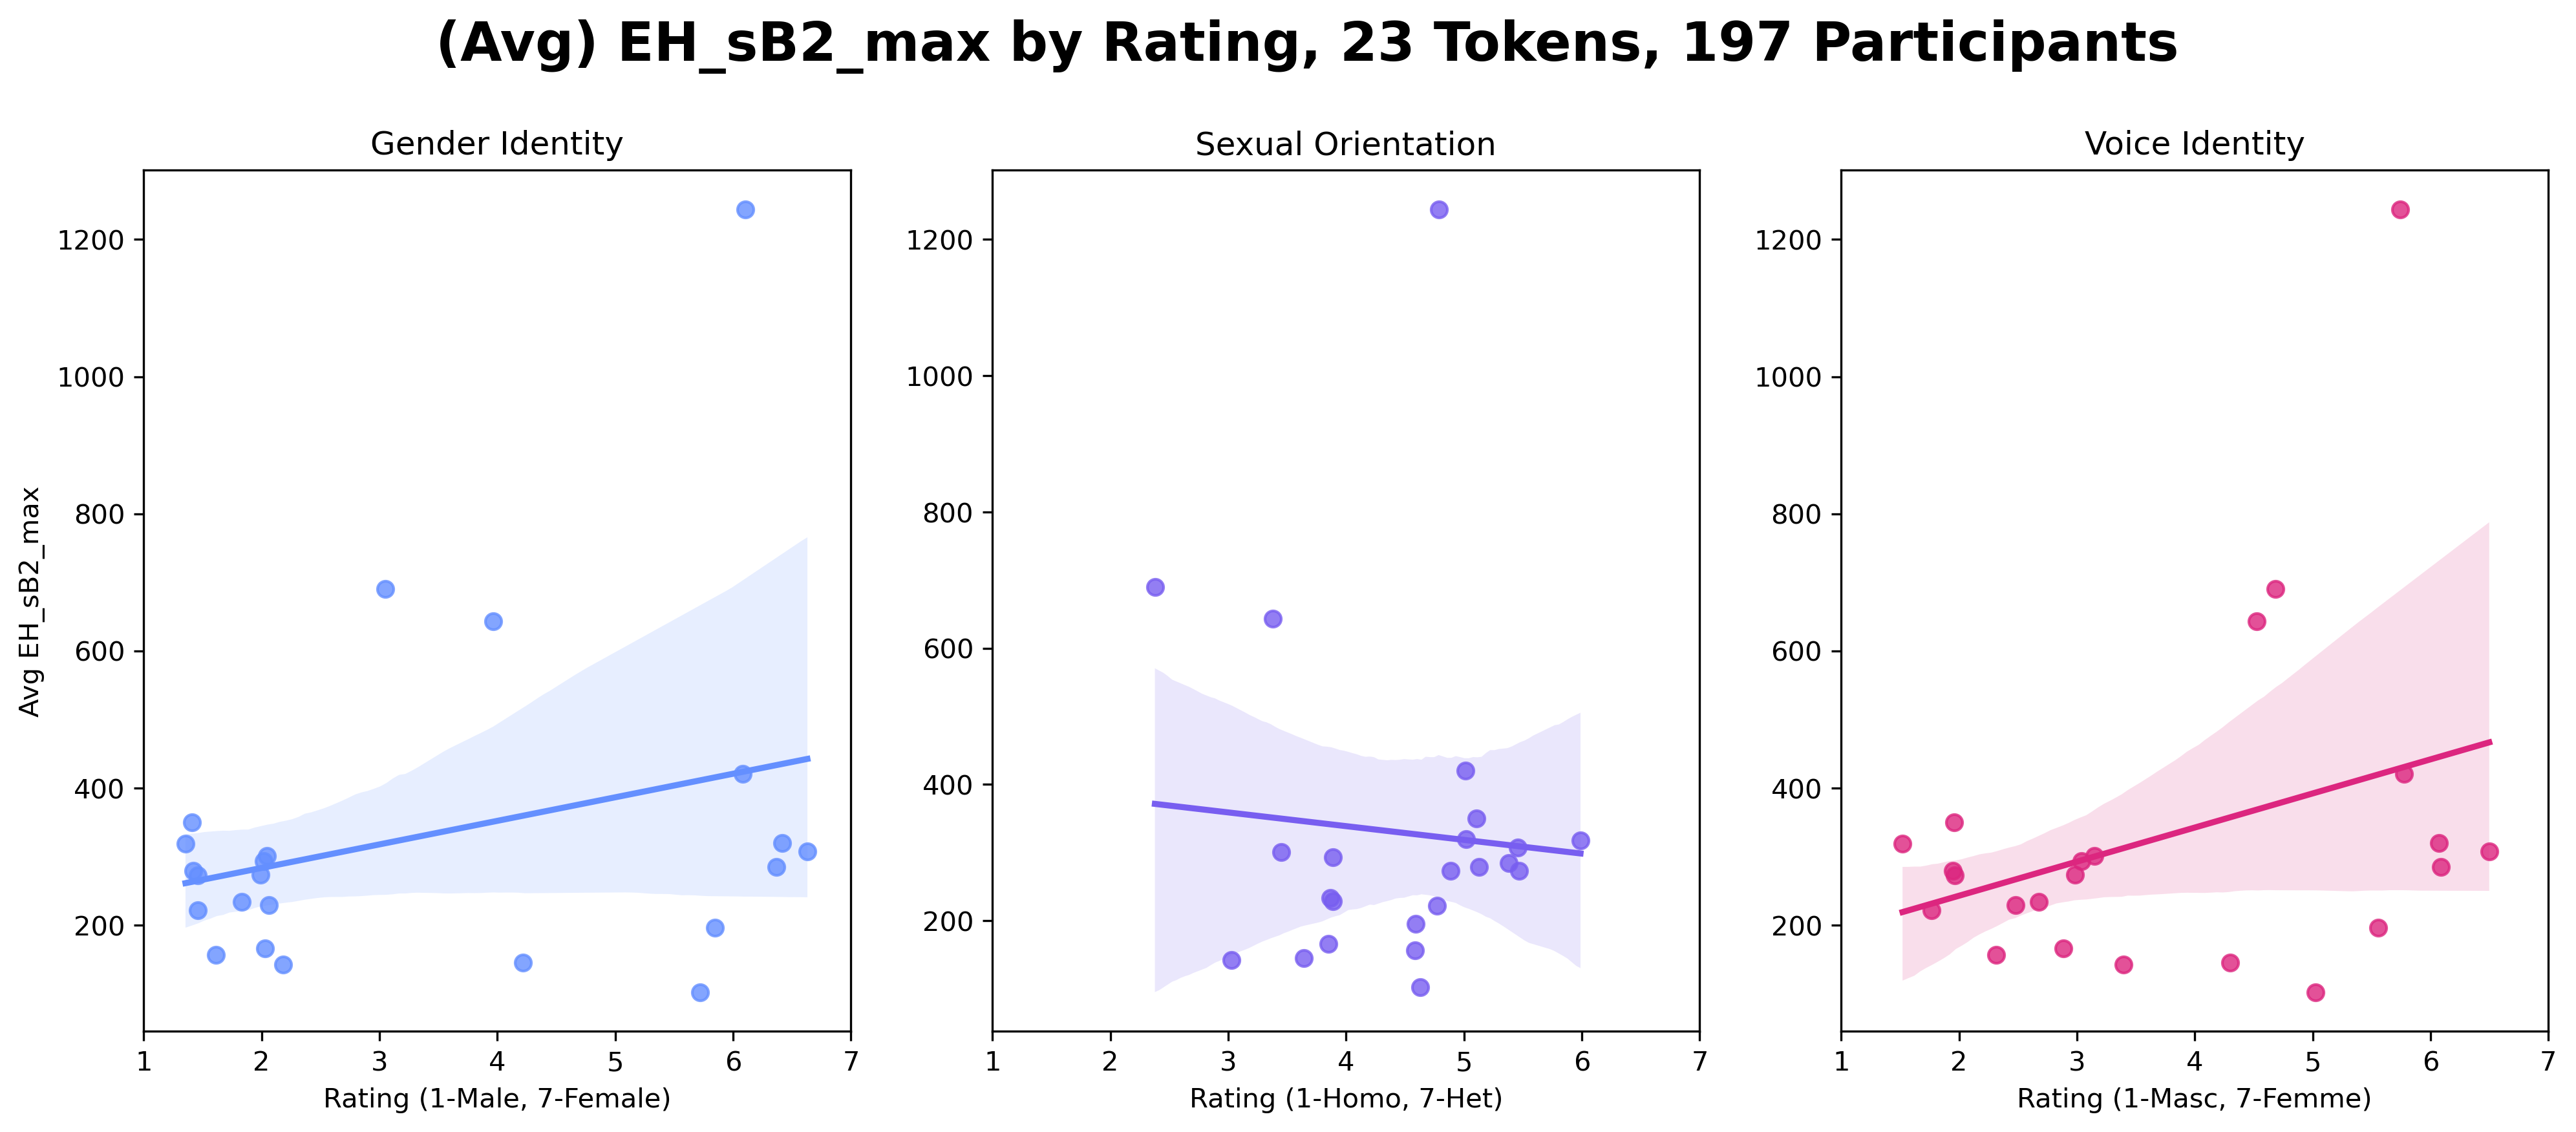 (Avg) EH_sB2_max by Rating, 23 Tokens, 197 Participants
Gender Identity
Sexual Orientation
Voice Identity
Avg EH_sB2_max
1200
1000
800
600
400
200
1 2 3 4 5 6 7
Rating (1-Male, 7-Female)
1200
1000
800
600
400
200
1 2 3 4 5 6 7
Rating (1-Homo, 7-Het)
1200
1000
800
600
400
200
1 2 3 4 5 6 7
Rating (1-Masc, 7-Femme)